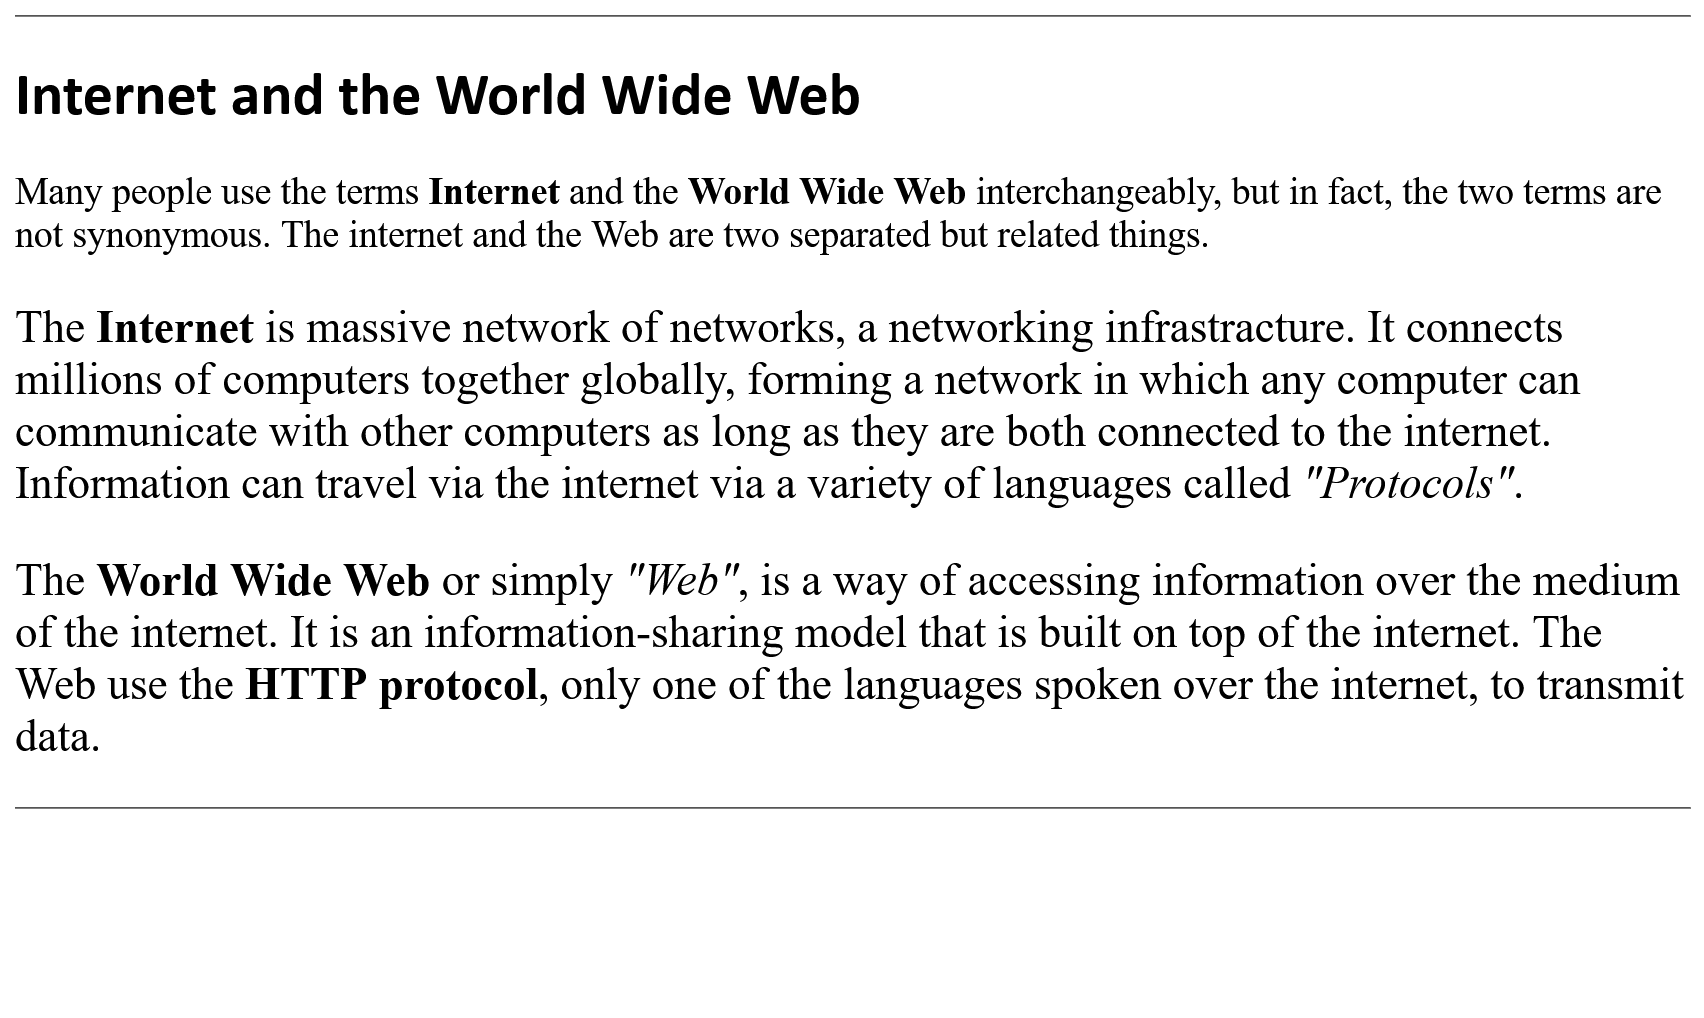 Internet and the World Wide Web
Many people use the terms Internet and the World Wide Web interchangeably, but in fact, the two terms are
not synonymous. The internet and the Web are two separated but related things.
The Internet is massive network of networks, a networking infrastracture. It connects
millions of computers together globally, forming a network in which any computer can
communicate with other computers as long as they are both connected to the internet.
Information can travel via the internet via a variety of languages called "Protocols".
The World Wide Web or simply "Web", is a way of accessing information over the medium
of the internet. It is an information-sharing model that is built on top of the internet. The
Web use the HTTP protocol, only one of the languages spoken over the internet, to transmit
data.